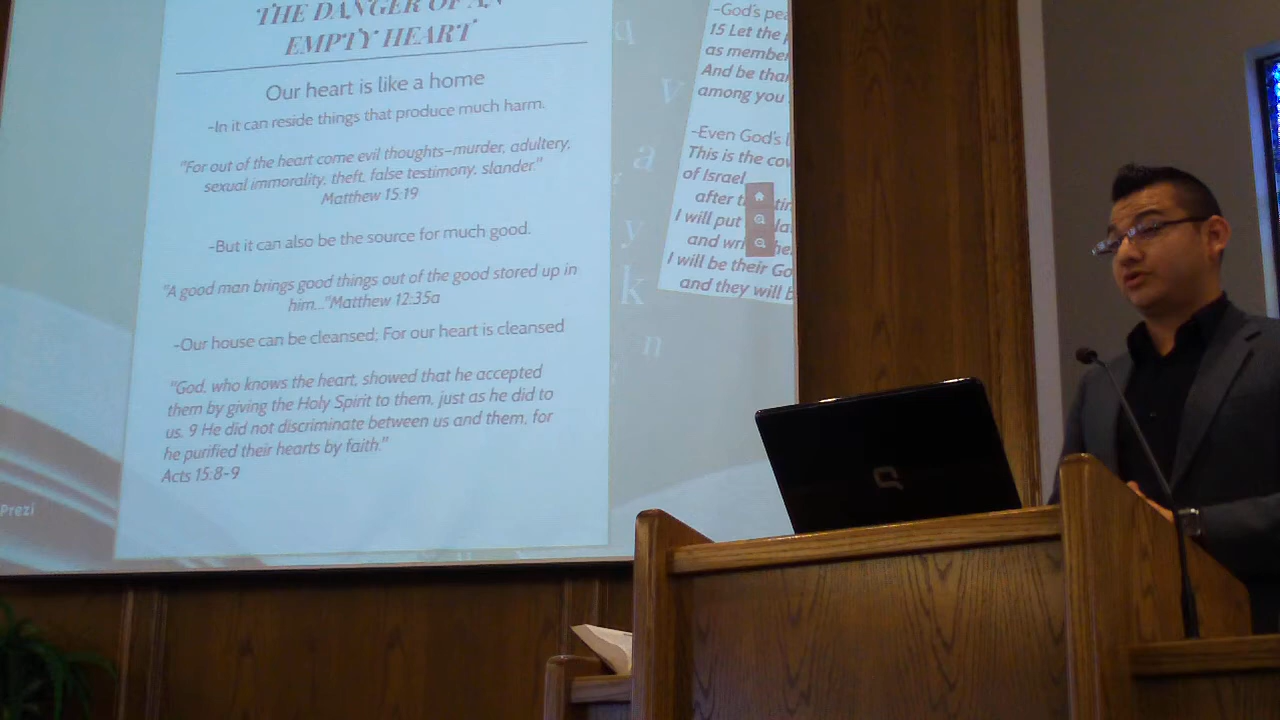 THE DANGER OF AN
EMPTY HEART
Our heart is like a home
-In it can reside things that produce much harm.
"For out of the heart come evil thoughts–murder, adultery,
sexual immorality, theft, false testimony, slander."
Matthew 15:19
-But it can also be the source for much good.
"A good man brings good things out of the good stored up in
him..."Matthew 12:35a
-Our house can be cleansed; For our heart is cleansed
"God, who knows the heart, showed that he accepted
them by giving the Holy Spirit to them, just as he did to
us. 9 He did not discriminate between us and them, for
he purified their hearts by faith."
Acts 15:8-9
-God's
15 Let the
as
And be
among you
-Even God's
This is the
of Israel
after
I will put
and
I will be their
and they will
q
v
a
r
y
k
n
Prezi